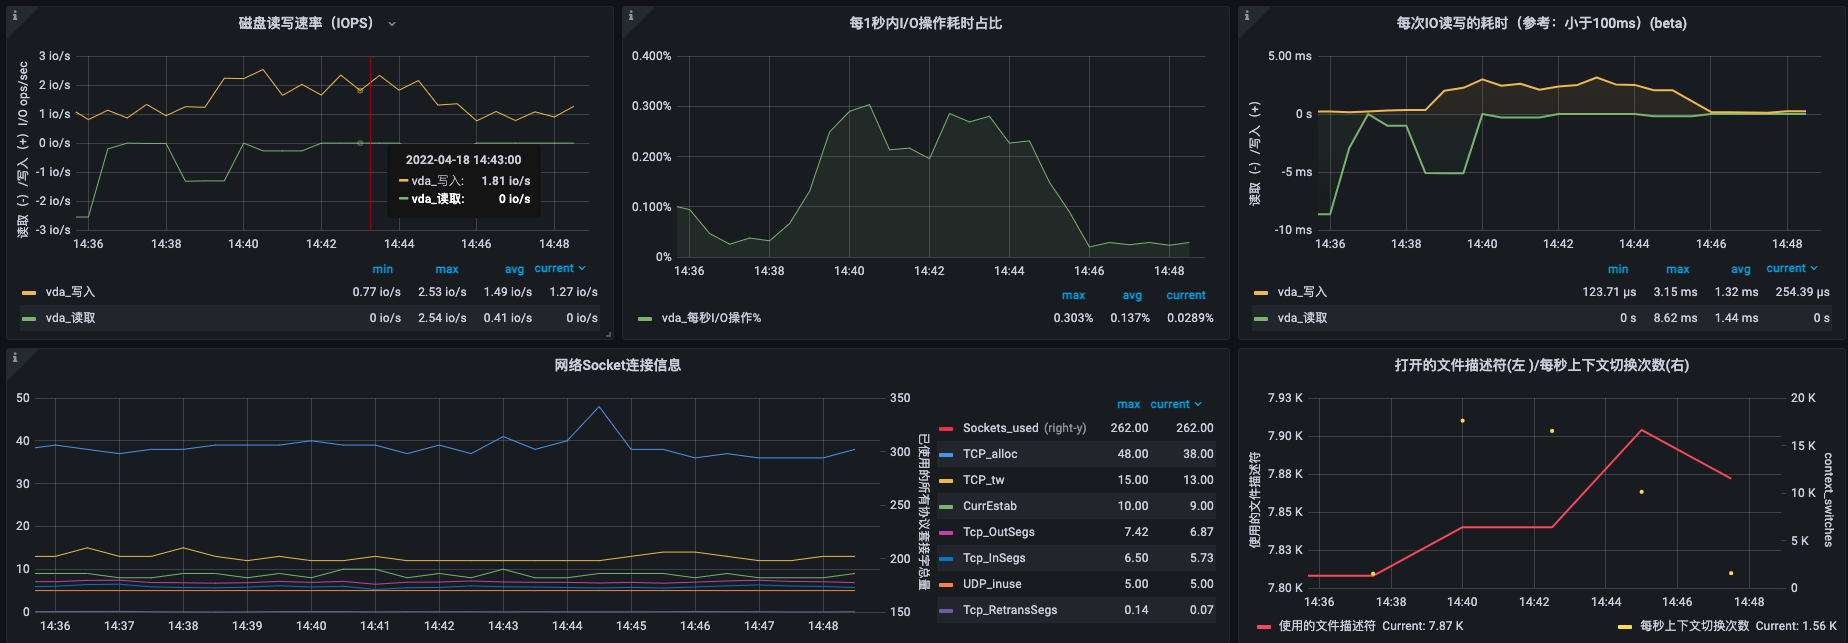 磁盘读写速率（IOPS）
读取（-）/写入（+）I/O ops/sec
3 io/s
2 io/s
1 io/s
0 io/s
-1 io/s
-2 io/s
-3 io/s
14:36 14:38 14:40 14:42 14:44 14:46 14:48
2022-04-18 14:43:00
vda_写入: 1.81 io/s
vda_读取: 0 io/s
min max avg current
vda_写入 0.77 io/s 2.53 io/s 1.49 io/s 1.27 io/s
vda_读取 0 io/s 2.54 io/s 0.41 io/s 0 io/s
每1秒内I/O操作耗时占比
0.400%
0.300%
0.200%
0.100%
0%
14:36 14:38 14:40 14:42 14:44 14:46 14:48
max avg current
vda_每秒I/O操作% 0.303% 0.137% 0.0289%
每次IO读写的耗时（参考：小于100ms）(beta)
读取（-）/写入（+）
5.00 ms
0 s
-5 ms
-10 ms
14:36 14:38 14:40 14:42 14:44 14:46 14:48
min max avg current
vda_写入 123.71 µs 3.15 ms 1.32 ms 254.39 µs
vda_读取 0 s 8.62 ms 1.44 ms 0 s
网络Socket连接信息
50
40
30
20
10
0
350
300
250
200
150
已使用的所有协议套接字总量
14:36 14:37 14:38 14:39 14:40 14:41 14:42 14:43 14:44 14:45 14:46 14:47 14:48
max current
Sockets_used (right-y) 262.00 262.00
TCP_alloc 48.00 38.00
TCP_tw 15.00 13.00
CurrEstab 10.00 9.00
Tcp_OutSegs 7.42 6.87
Tcp_InSegs 6.50 5.73
UDP_inuse 5.00 5.00
Tcp_RetransSegs 0.14 0.07
打开的文件描述符(左 )/每秒上下文切换次数(右)
使用的文件描述符
7.93 K
7.90 K
7.88 K
7.85 K
7.83 K
7.80 K
20 K
15 K
10 K
5 K
0
context_switches
14:36 14:38 14:40 14:42 14:44 14:46 14:48
使用的文件描述符 Current: 7.87 K
每秒上下文切换次数 Current: 1.56 K